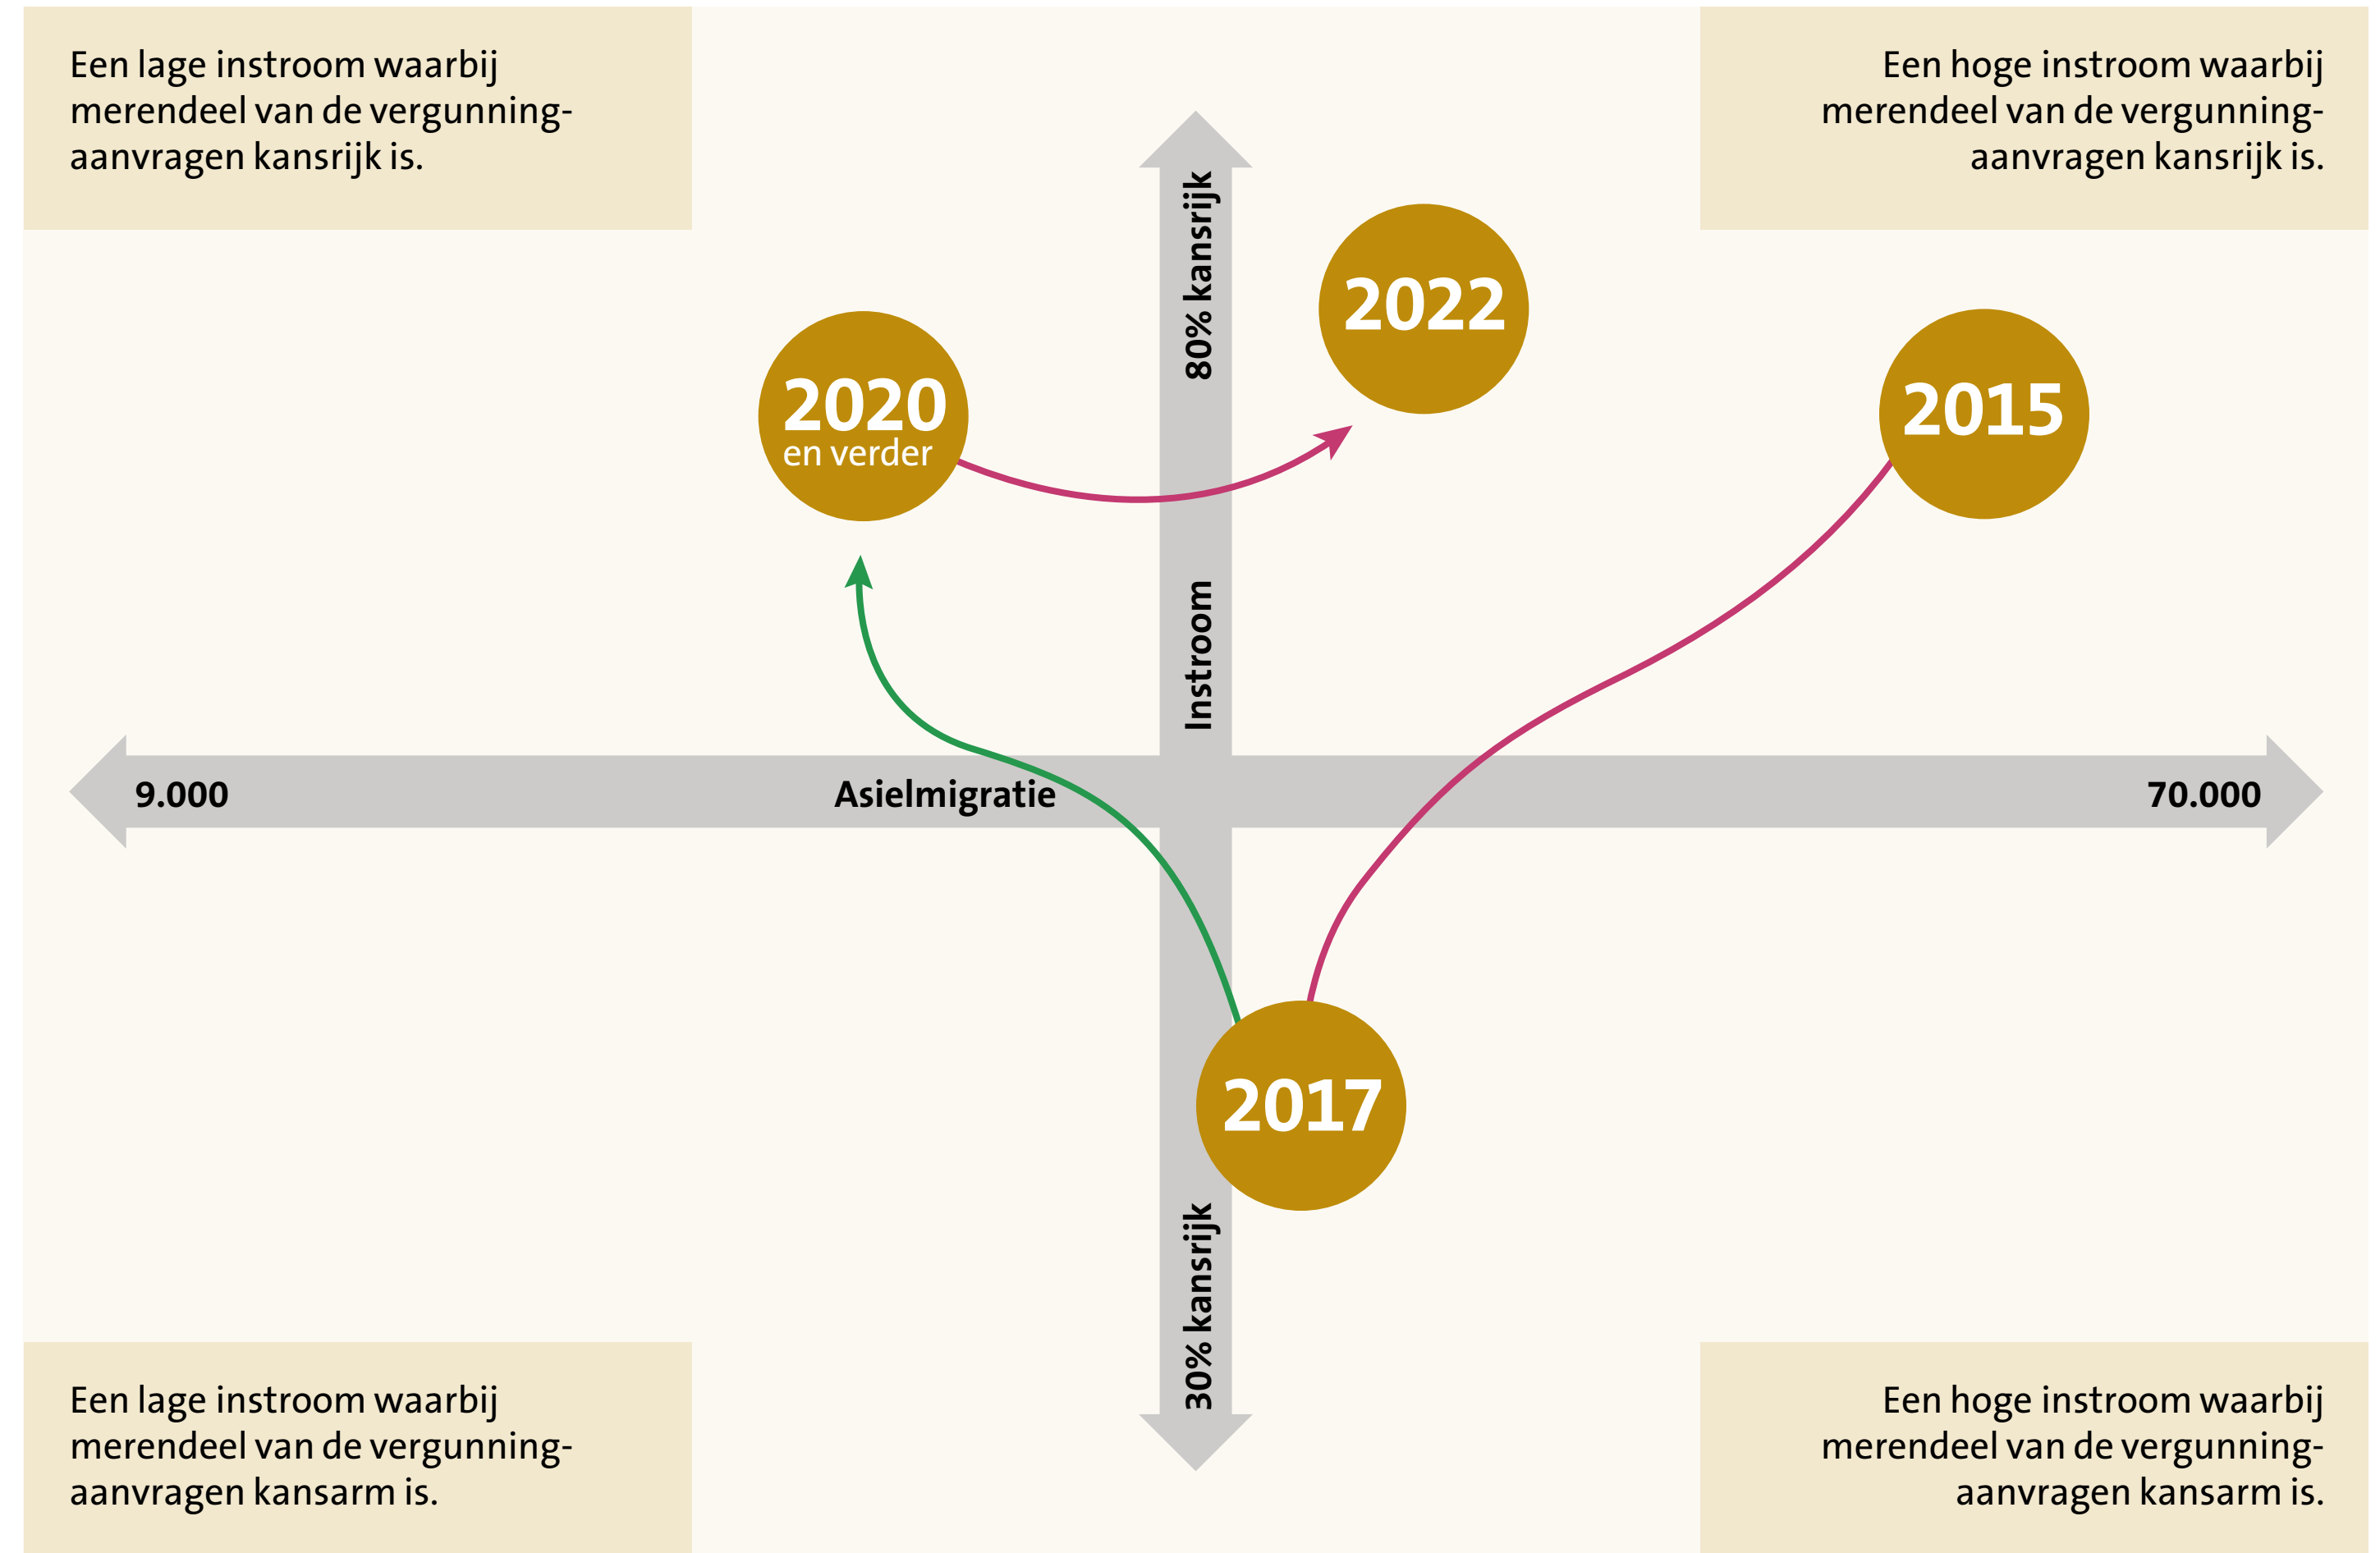 Een lage instroom waarbij
merendeel van de vergunning-
aanvragen kansrijk is.
Een hoge instroom waarbij
merendeel van de vergunning-
aanvragen kansrijk is.
80% kansrijk
2022
2020
en verder
2015
Instroom
9.000
Asielmigratie
70.000
2017
30% kansrijk
Een lage instroom waarbij
merendeel van de vergunning-
aanvragen kansarm is.
Een hoge instroom waarbij
merendeel van de vergunning-
aanvragen kansarm is.